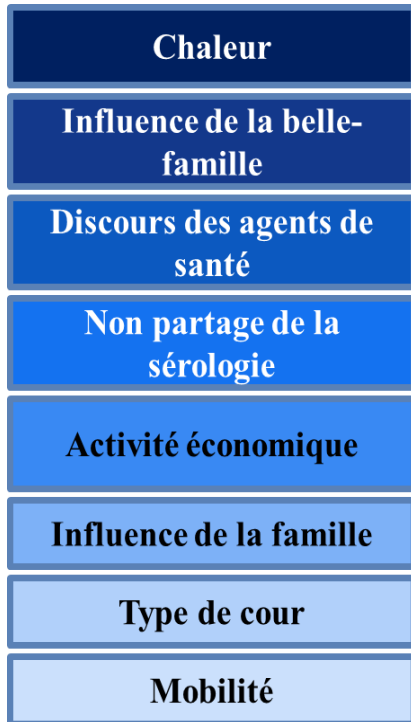 Chaleur
Influence de la belle-
famille
Discours des agents de
santé
Non partage de la
sérologie
Activité économique
Influence de la famille
Type de cour
Mobilité